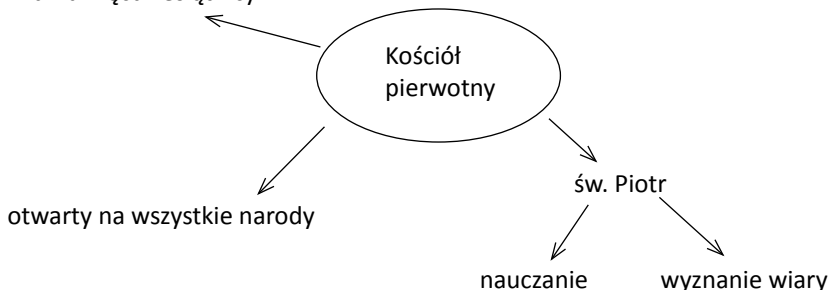 Kościół
pierwotny
św. Piotr
otwarty na wszystkie narody
nauczanie
wyznanie wiary